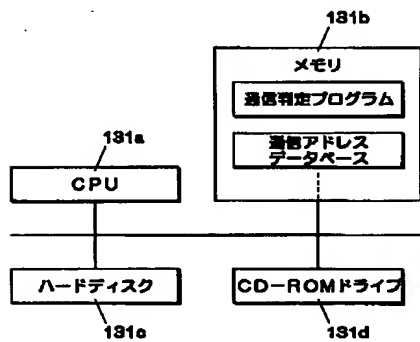 131b
メモリ
通信判定プログラム
通信アドレス
データベース
131a
CPU
ハードディスク
131c
CD-ROMドライブ
131d